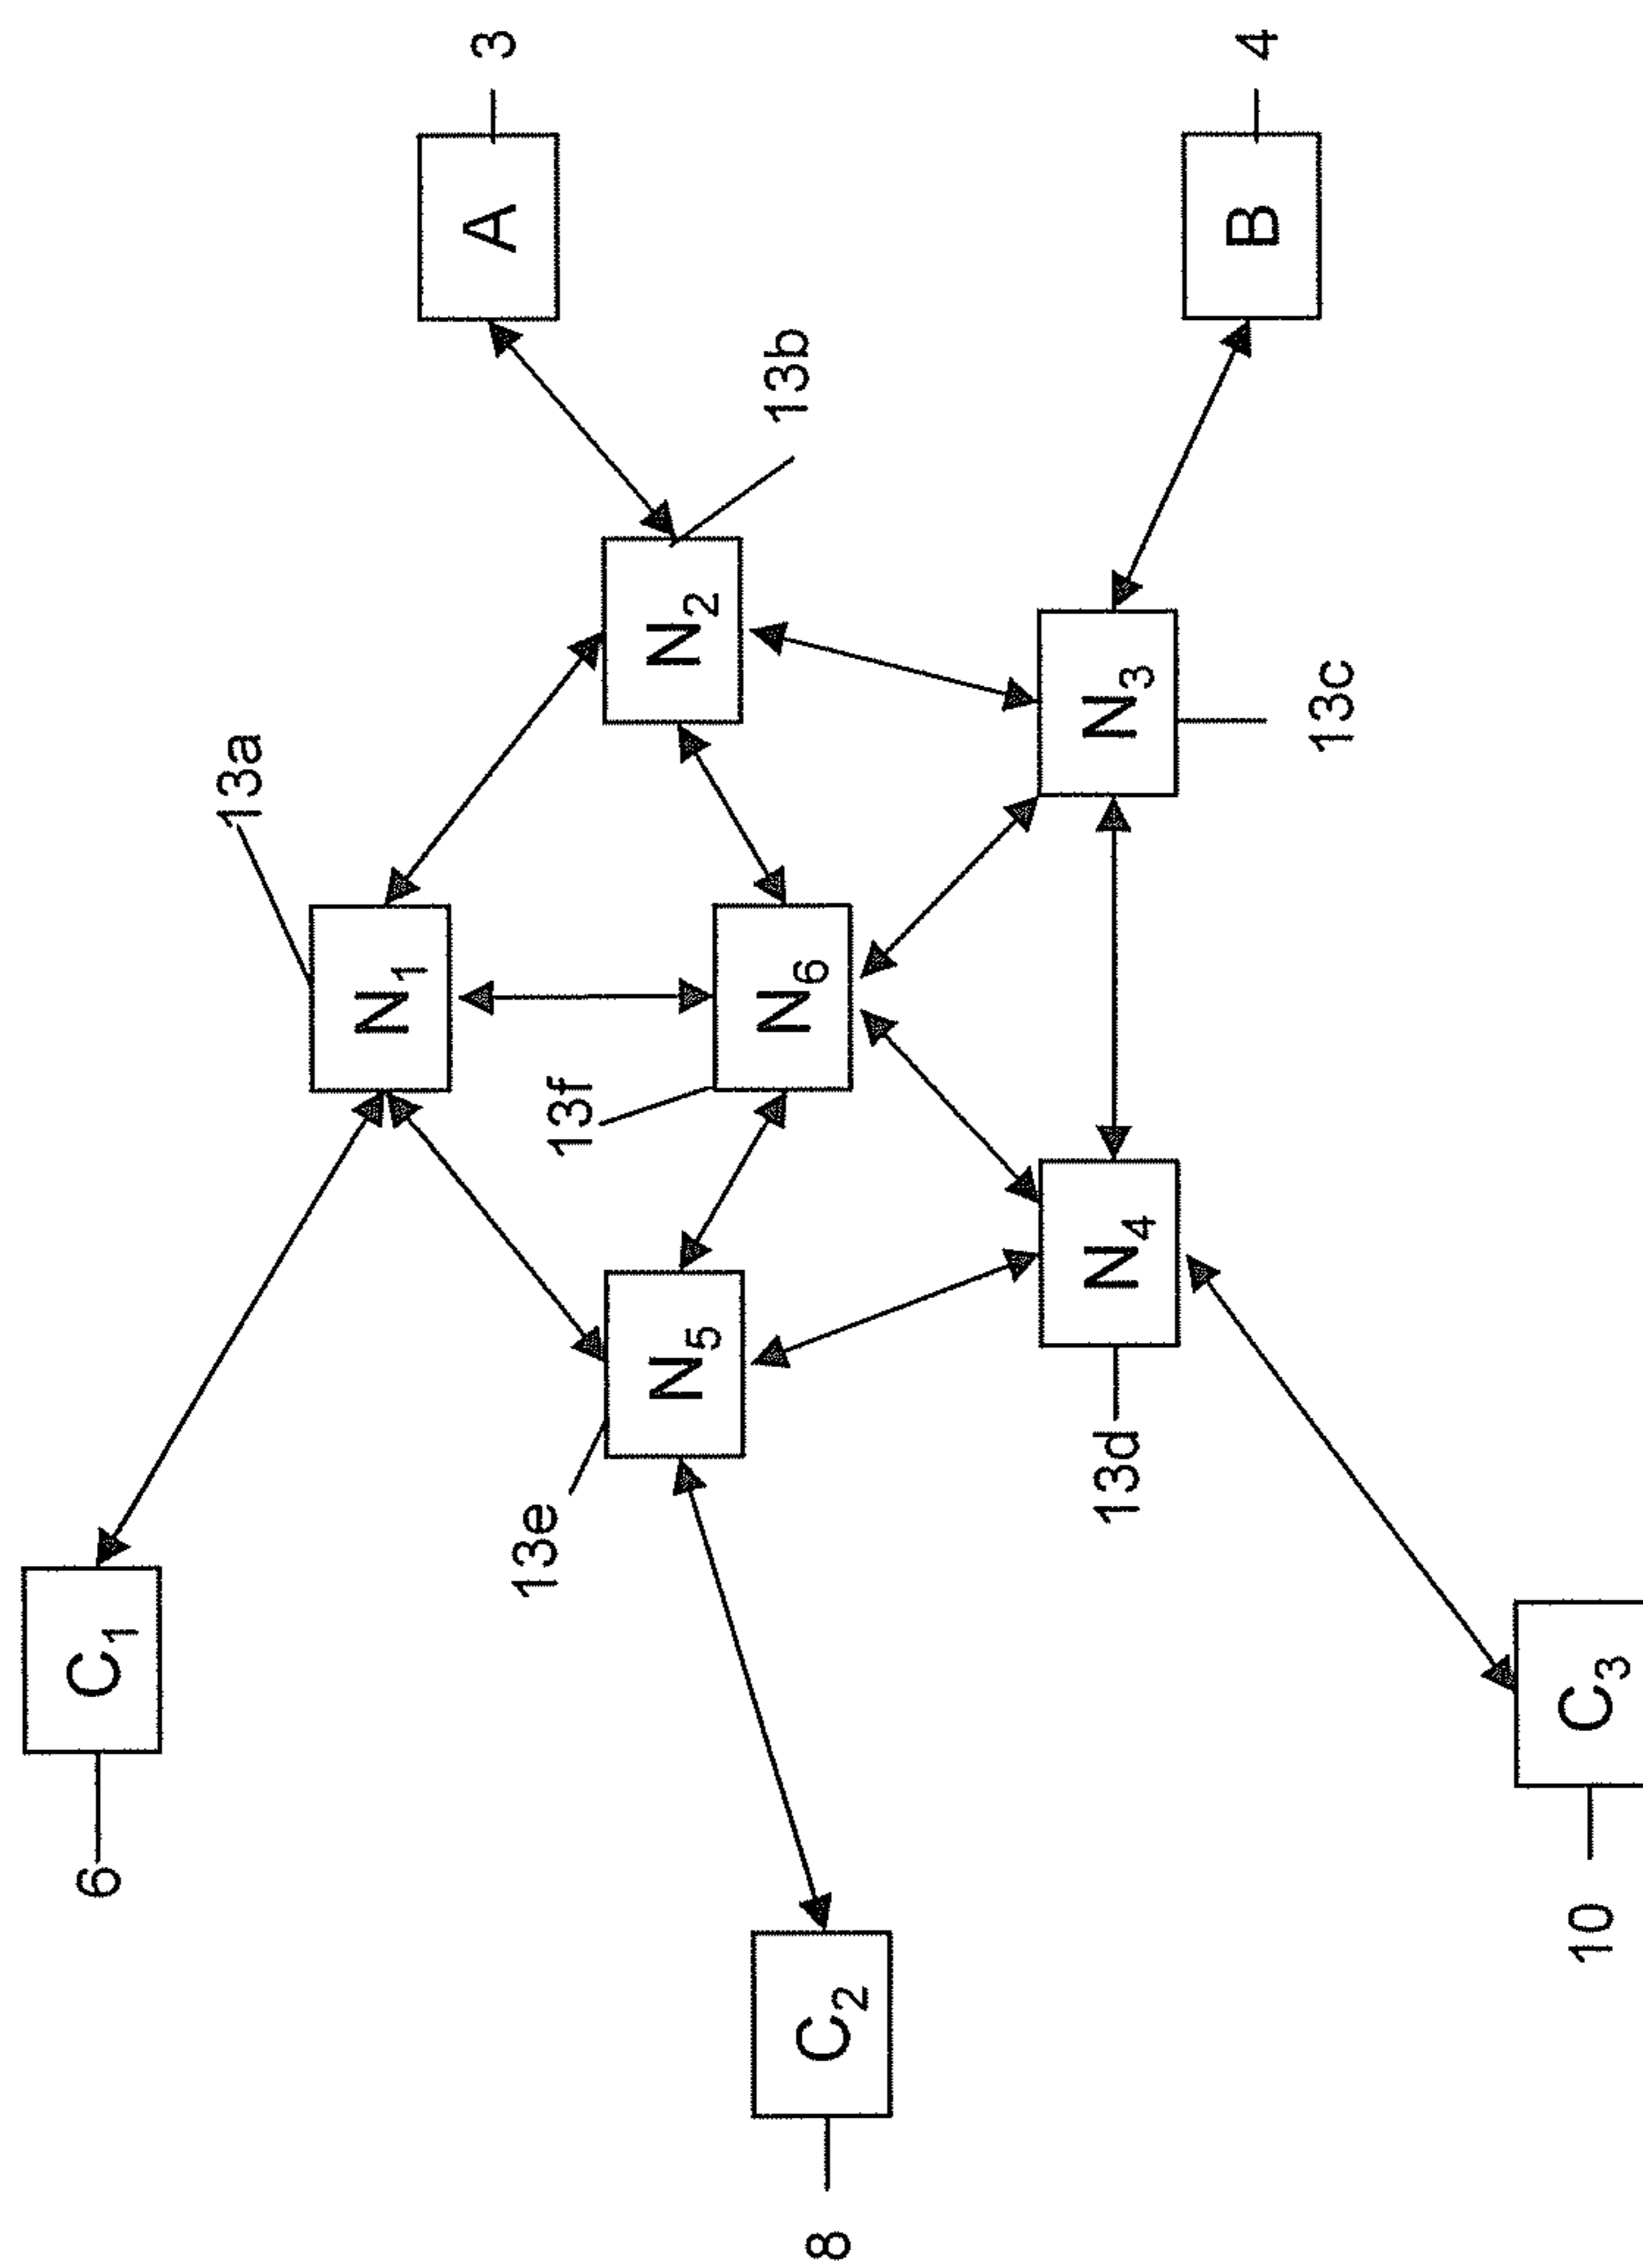 6 C₁
13a
N₁
A 3
13e
13f
N₅ N₂
N₆ 13b
8 C₂
13d N₄ N₃
B 4
13c
10 C₃